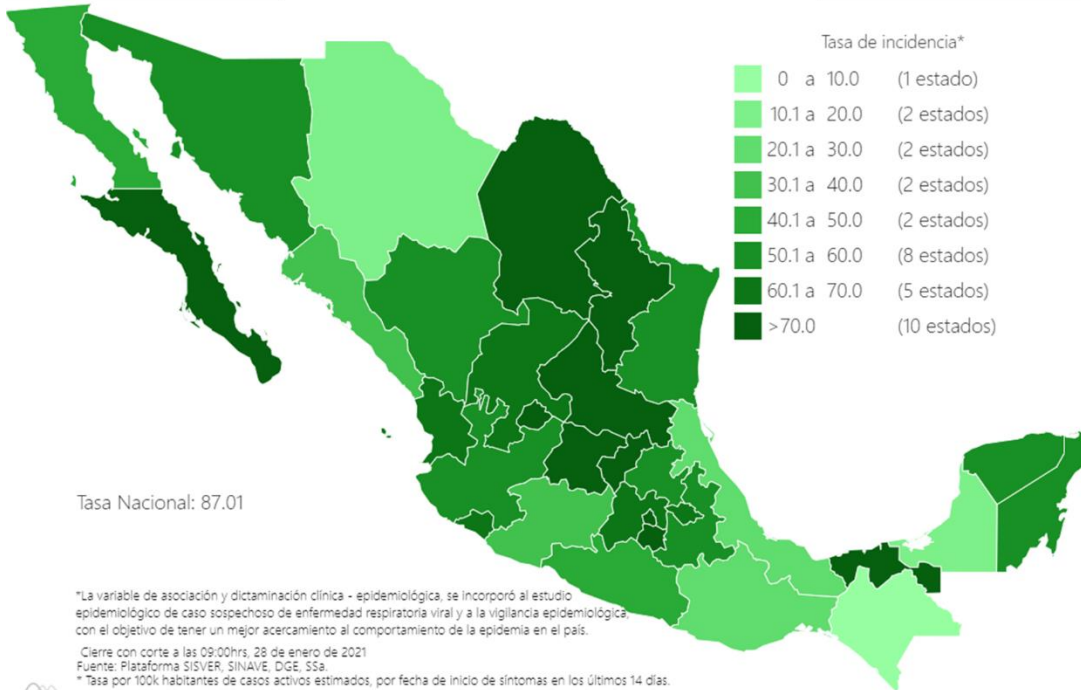 Tasa de incidencia*
0 a 10.0 (1 estado)
10.1 a 20.0 (2 estados)
20.1 a 30.0 (2 estados)
30.1 a 40.0 (2 estados)
40.1 a 50.0 (2 estados)
50.1 a 60.0 (8 estados)
60.1 a 70.0 (5 estados)
>70.0 (10 estados)
Tasa Nacional: 87.01
*La variable de asociación y dictaminación clínica - epidemiológica, se incorporó al estudio
epidemiológico de caso sospechoso de enfermedad respiratoria viral y a la vigilancia epidemiológica,
con el objetivo de tener un mejor acercamiento al comportamiento de la epidemia en el país.
Cierre con corte a las 09:00hrs, 28 de enero de 2021
Fuente: Plataforma SISVER, SINAVE, DGE, SSa.
* Tasa por 100k habitantes de casos activos estimados, por fecha de inicio de síntomas en los últimos 14 días.